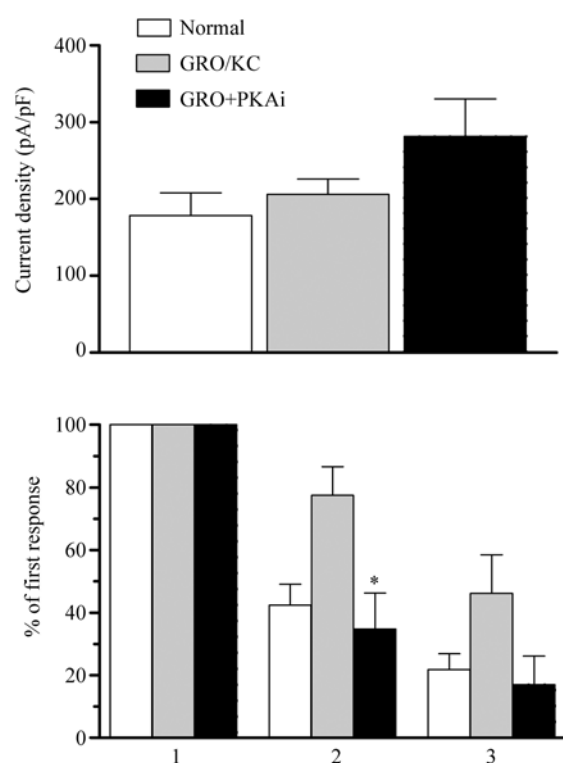 Normal
GRO/KC
GRO+PKAi
Current density (pA/pF)
400
300
200
100
0
% of first response
100
80
60
40
20
0
*
1 2 3